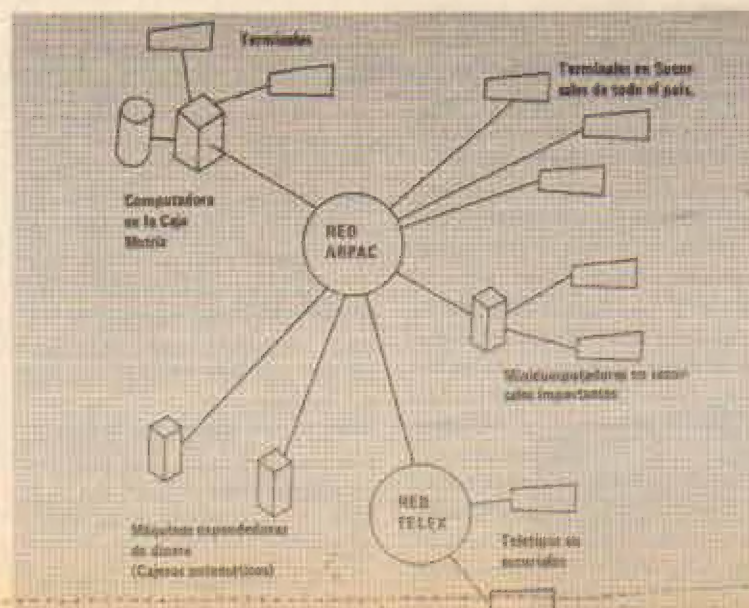 Terminales
Terminales en Sucur-
sales de todo el país.
Computadora
en la Casa
Matriz
RED
ARPAC
Minicomputadoras en sucur-
sales importantes
Máquinas expendedoras
de dinero
(Cajeros automáticos)
RED
TELEX
Teletipos en
sucursales